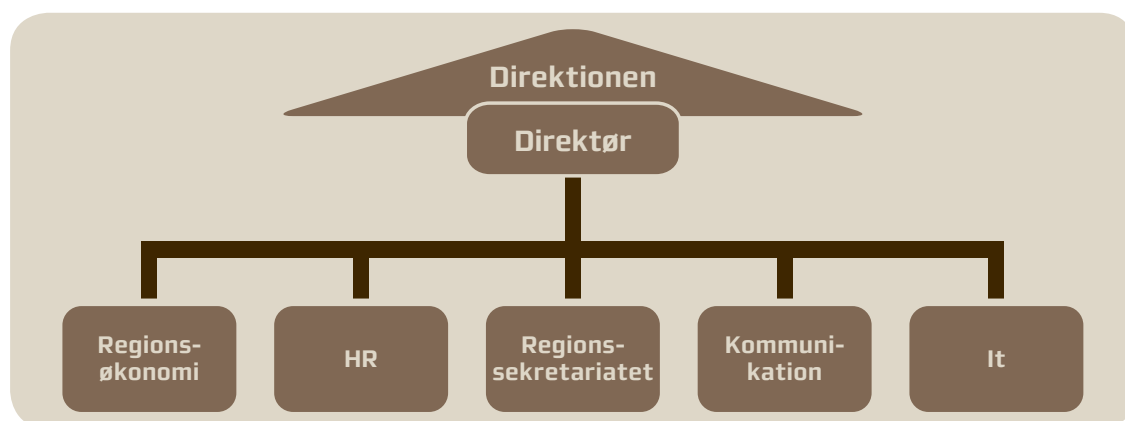 Direktionen
Direktør
Regions-
økonomi
HR
Regions-
sekretariatet
Kommuni-
kation
It